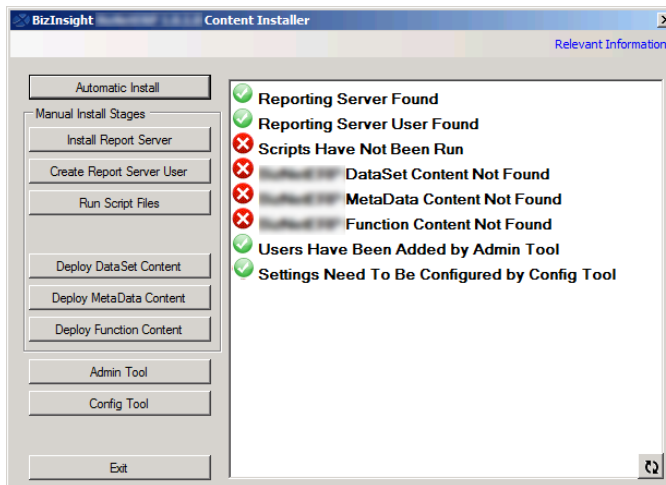 BizInsight Content Installer
Relevant Information
Automatic Install
Manual Install Stages
Install Report Server
Create Report Server User
Run Script Files
Deploy DataSet Content
Deploy MetaData Content
Deploy Function Content
Admin Tool
Config Tool
Exit
Reporting Server Found
Reporting Server User Found
Scripts Have Not Been Run
DataSet Content Not Found
MetaData Content Not Found
Function Content Not Found
Users Have Been Added by Admin Tool
Settings Need To Be Configured by Config Tool